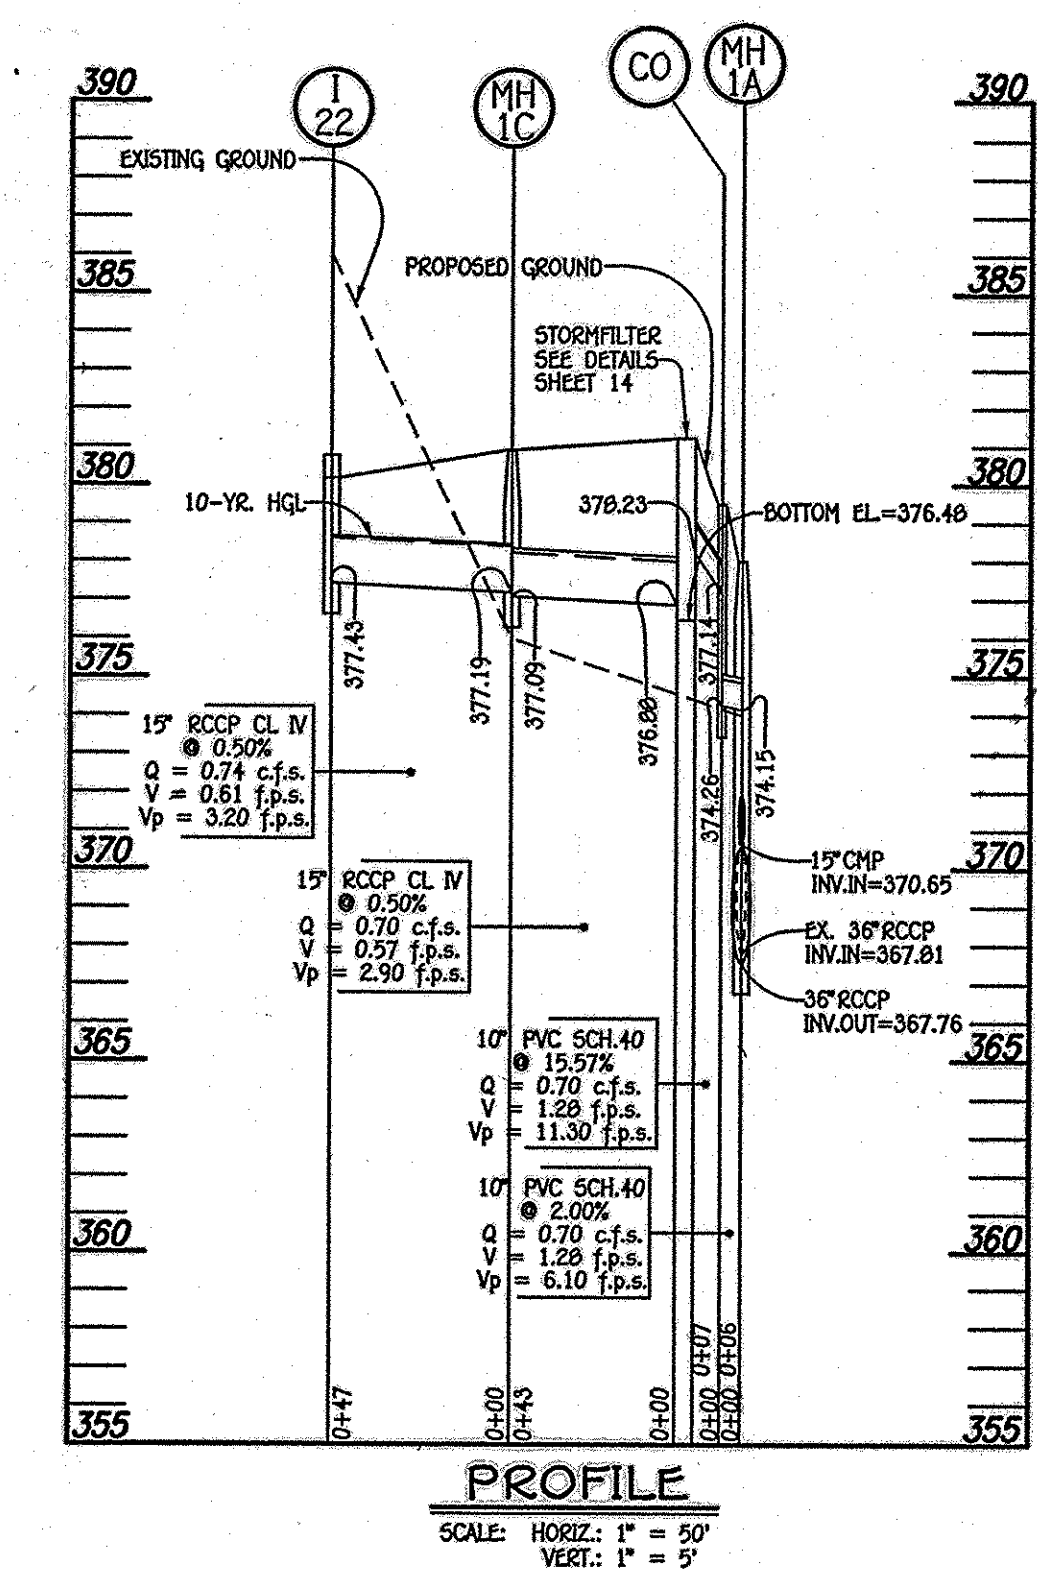 CO
MH
1A
I
22
MH
1C
390
390
EXISTING GROUND
385
PROPOSED GROUND
385
STORMFILTER
SEE DETAILS
SHEET 14
380
380
10-YR. HGL
378.23
BOTTOM EL.=376.48
375
375
377.43
377.19
377.09
376.88
377.14
374.26
374.15
15" RCCP CL IV
@ 0.50%
Q = 0.74 c.f.s.
V = 0.61 f.p.s.
Vp = 3.20 f.p.s.
370
370
15"CMP
INV.IN=370.65
15" RCCP CL IV
@ 0.50%
Q = 0.70 c.f.s.
V = 0.57 f.p.s.
Vp = 2.90 f.p.s.
EX. 36"RCCP
INV.IN=367.81
36"RCCP
INV.OUT=367.76
365
365
10" PVC SCH.40
@ 15.57%
Q = 0.70 c.f.s.
V = 1.28 f.p.s.
Vp = 11.30 f.p.s.
10" PVC SCH.40
@ 2.00%
Q = 0.70 c.f.s.
V = 1.28 f.p.s.
Vp = 6.10 f.p.s.
360
360
0+47
0+00
0+43
0+00
0+07
0+00
0+06
0+00
355
355
PROFILE
SCALE: HORIZ.: 1" = 50'
VERT.: 1" = 5'